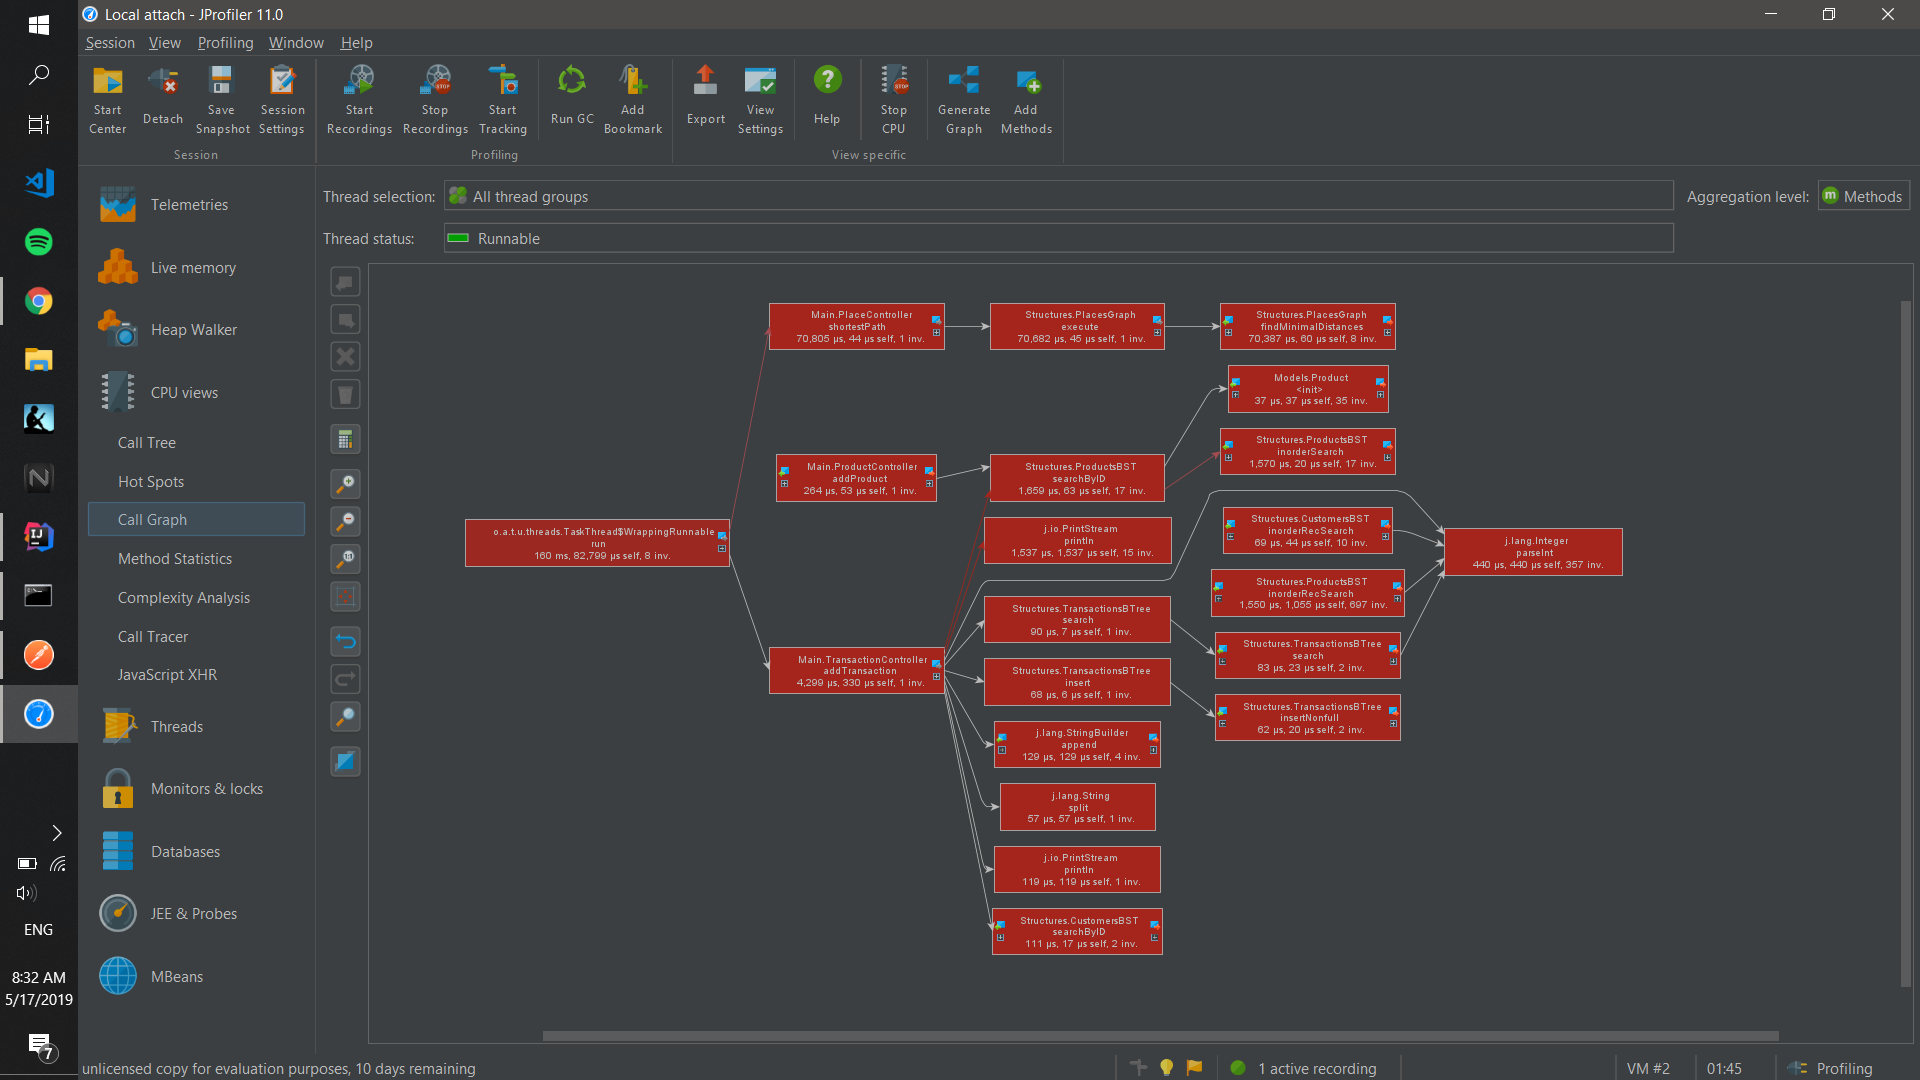 Local attach - JProfiler 11.0
Session View Profiling Window Help
Start Center
Detach
Save Snapshot
Session Settings
Session
Start Recordings
Stop Recordings
Start Tracking
Profiling
Run GC
Add Bookmark
Export
View Settings
Help
Stop CPU
Generate Graph
Add Methods
View specific
Thread selection: All thread groups
Aggregation level: Methods
Thread status: Runnable
Telemetries
Live memory
Heap Walker
CPU views
Call Tree
Hot Spots
Call Graph
Method Statistics
Complexity Analysis
Call Tracer
JavaScript XHR
Threads
Monitors & locks
Databases
JEE & Probes
MBeans
Main.PlaceController
shortestPath
70,805 µs, 44 µs self, 1 inv.
Structures.PlacesGraph
execute
70,682 µs, 45 µs self, 1 inv.
Structures.PlacesGraph
findMinimalDistances
70,387 µs, 60 µs self, 8 inv.
Models.Product
<init>
37 µs, 37 µs self, 35 inv.
Structures.ProductsBST
inorderSearch
1,570 µs, 20 µs self, 17 inv.
Main.ProductController
addProduct
264 µs, 53 µs self, 1 inv.
Structures.ProductsBST
searchByID
1,659 µs, 63 µs self, 17 inv.
o.a.t.u.threads.TaskThread$WrappingRunnable
run
160 ms, 82,799 µs self, 8 inv.
j.io.PrintStream
println
1,537 µs, 1,537 µs self, 15 inv.
Structures.CustomersBST
inorderRecSearch
69 µs, 44 µs self, 10 inv.
j.lang.Integer
parseInt
440 µs, 440 µs self, 357 inv.
Structures.ProductsBST
inorderRecSearch
1,550 µs, 1,055 µs self, 697 inv.
Structures.TransactionsBTree
search
90 µs, 7 µs self, 1 inv.
Structures.TransactionsBTree
search
83 µs, 23 µs self, 2 inv.
Main.TransactionController
addTransaction
4,299 µs, 330 µs self, 1 inv.
Structures.TransactionsBTree
insert
68 µs, 6 µs self, 1 inv.
Structures.TransactionsBTree
insertNonfull
62 µs, 20 µs self, 2 inv.
j.lang.StringBuilder
append
129 µs, 129 µs self, 4 inv.
j.lang.String
split
57 µs, 57 µs self, 1 inv.
j.io.PrintStream
println
119 µs, 119 µs self, 1 inv.
Structures.CustomersBST
searchByID
111 µs, 17 µs self, 2 inv.
ENG
8:32 AM
5/17/2019
7
unlicensed copy for evaluation purposes, 10 days remaining
1 active recording
VM #2
01:45
Profiling